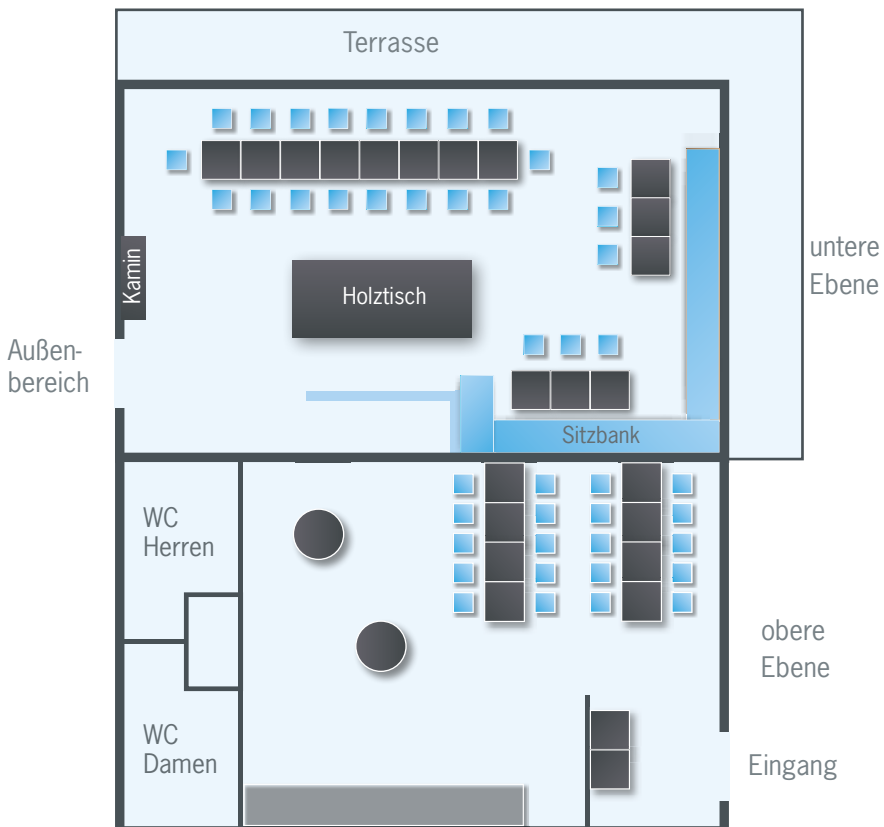 Terrasse
Kamin
Holztisch
untere
Ebene
Außen-
bereich
Sitzbank
WC
Herren
obere
Ebene
WC
Damen
Eingang